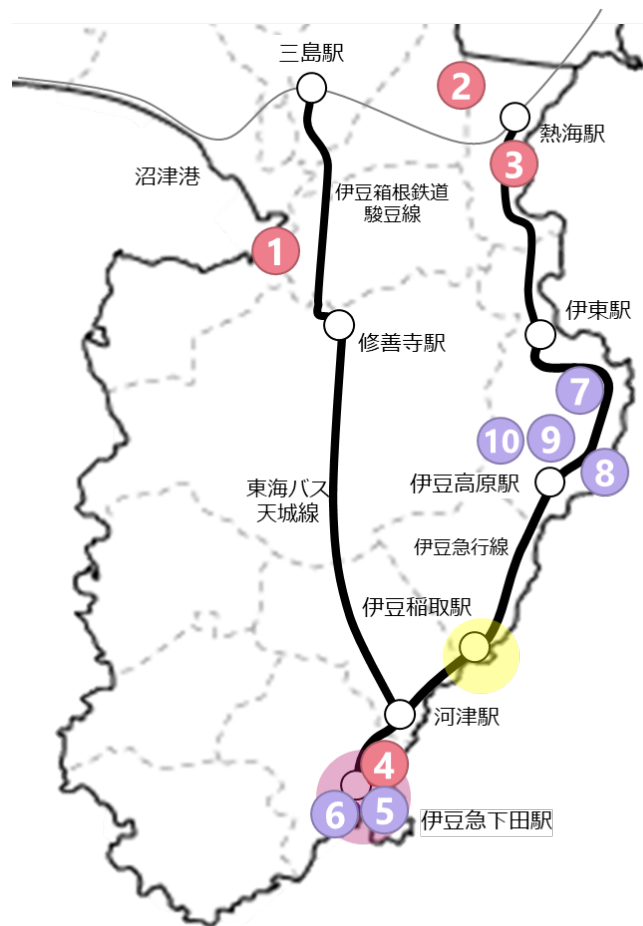 三島駅
2
熱海駅
3
沼津港
伊豆箱根鉄道
駿豆線
1
伊東駅
修善寺駅
7
10
9
8
伊豆高原駅
東海バス
天城線
伊豆急行線
伊豆稲取駅
河津駅
4
6
5
伊豆急下田駅